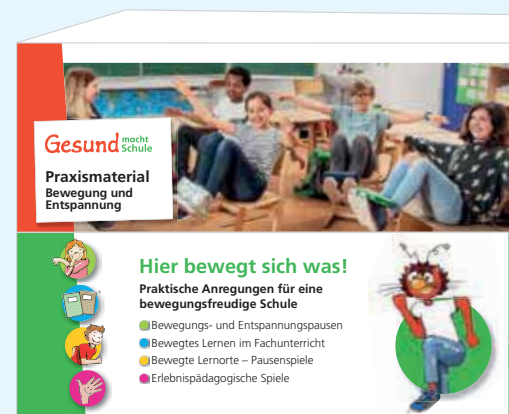 Gesund macht Schule
Praxismaterial
Bewegung und
Entspannung
Hier bewegt sich was!
Praktische Anregungen für eine
bewegungsfreudige Schule
Bewegungs- und Entspannungspausen
Bewegtes Lernen im Fachunterricht
Bewegte Lernorte – Pausenspiele
Erlebnispädagogische Spiele